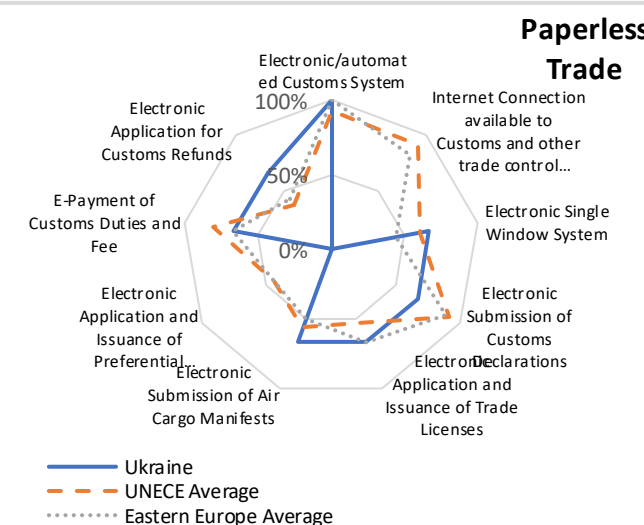 Paperless
Trade
Electronic/automat
ed Customs System
100%
50%
0%
Internet Connection
available to
Customs and other
trade control...
Electronic Single
Window System
Electronic
Submission of
Customs
Declarations
Electronic
Application and
Issuance of Trade
Licenses
Electronic
Submission of Air
Cargo Manifests
Electronic
Application and
Issuance of
Preferential...
E-Payment of
Customs Duties and
Fee
Electronic
Application for
Customs Refunds
Ukraine
UNECE Average
Eastern Europe Average